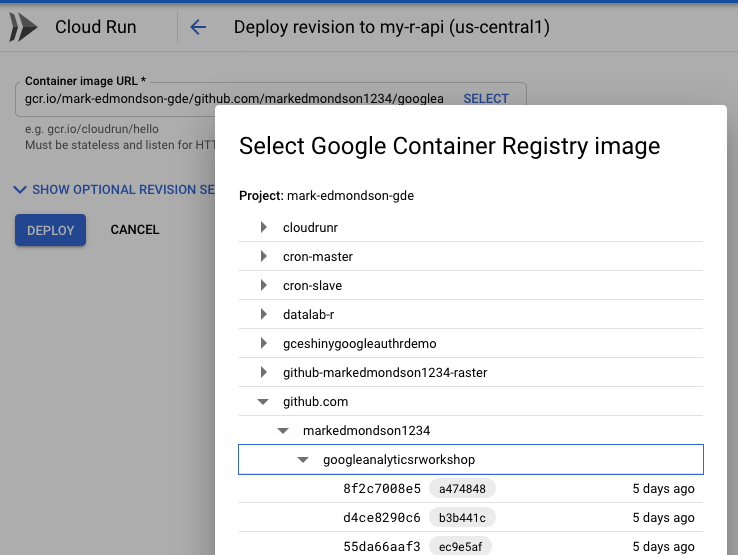 Cloud Run
Deploy revision to my-r-api (us-central1)
Container image URL *
gcr.io/mark-edmondson-gde/github.com/markedmondson1234/googlea
SELECT
e.g. gcr.io/cloudrun/hello
Must be stateless and listen for HTT
SHOW OPTIONAL REVISION SE
DEPLOY
CANCEL
Select Google Container Registry image
Project: mark-edmondson-gde
cloudrunr
cron-master
cron-slave
datalab-r
gceshinygoogleauthrdemo
github-markedmondson1234-raster
github.com
markedmondson1234
googleanalyticsrworkshop
8f2c7008e5 a474848 5 days ago
d4ce8290c6 b3b441c 5 days ago
55da66aaf3 ec9e5af 5 days ago